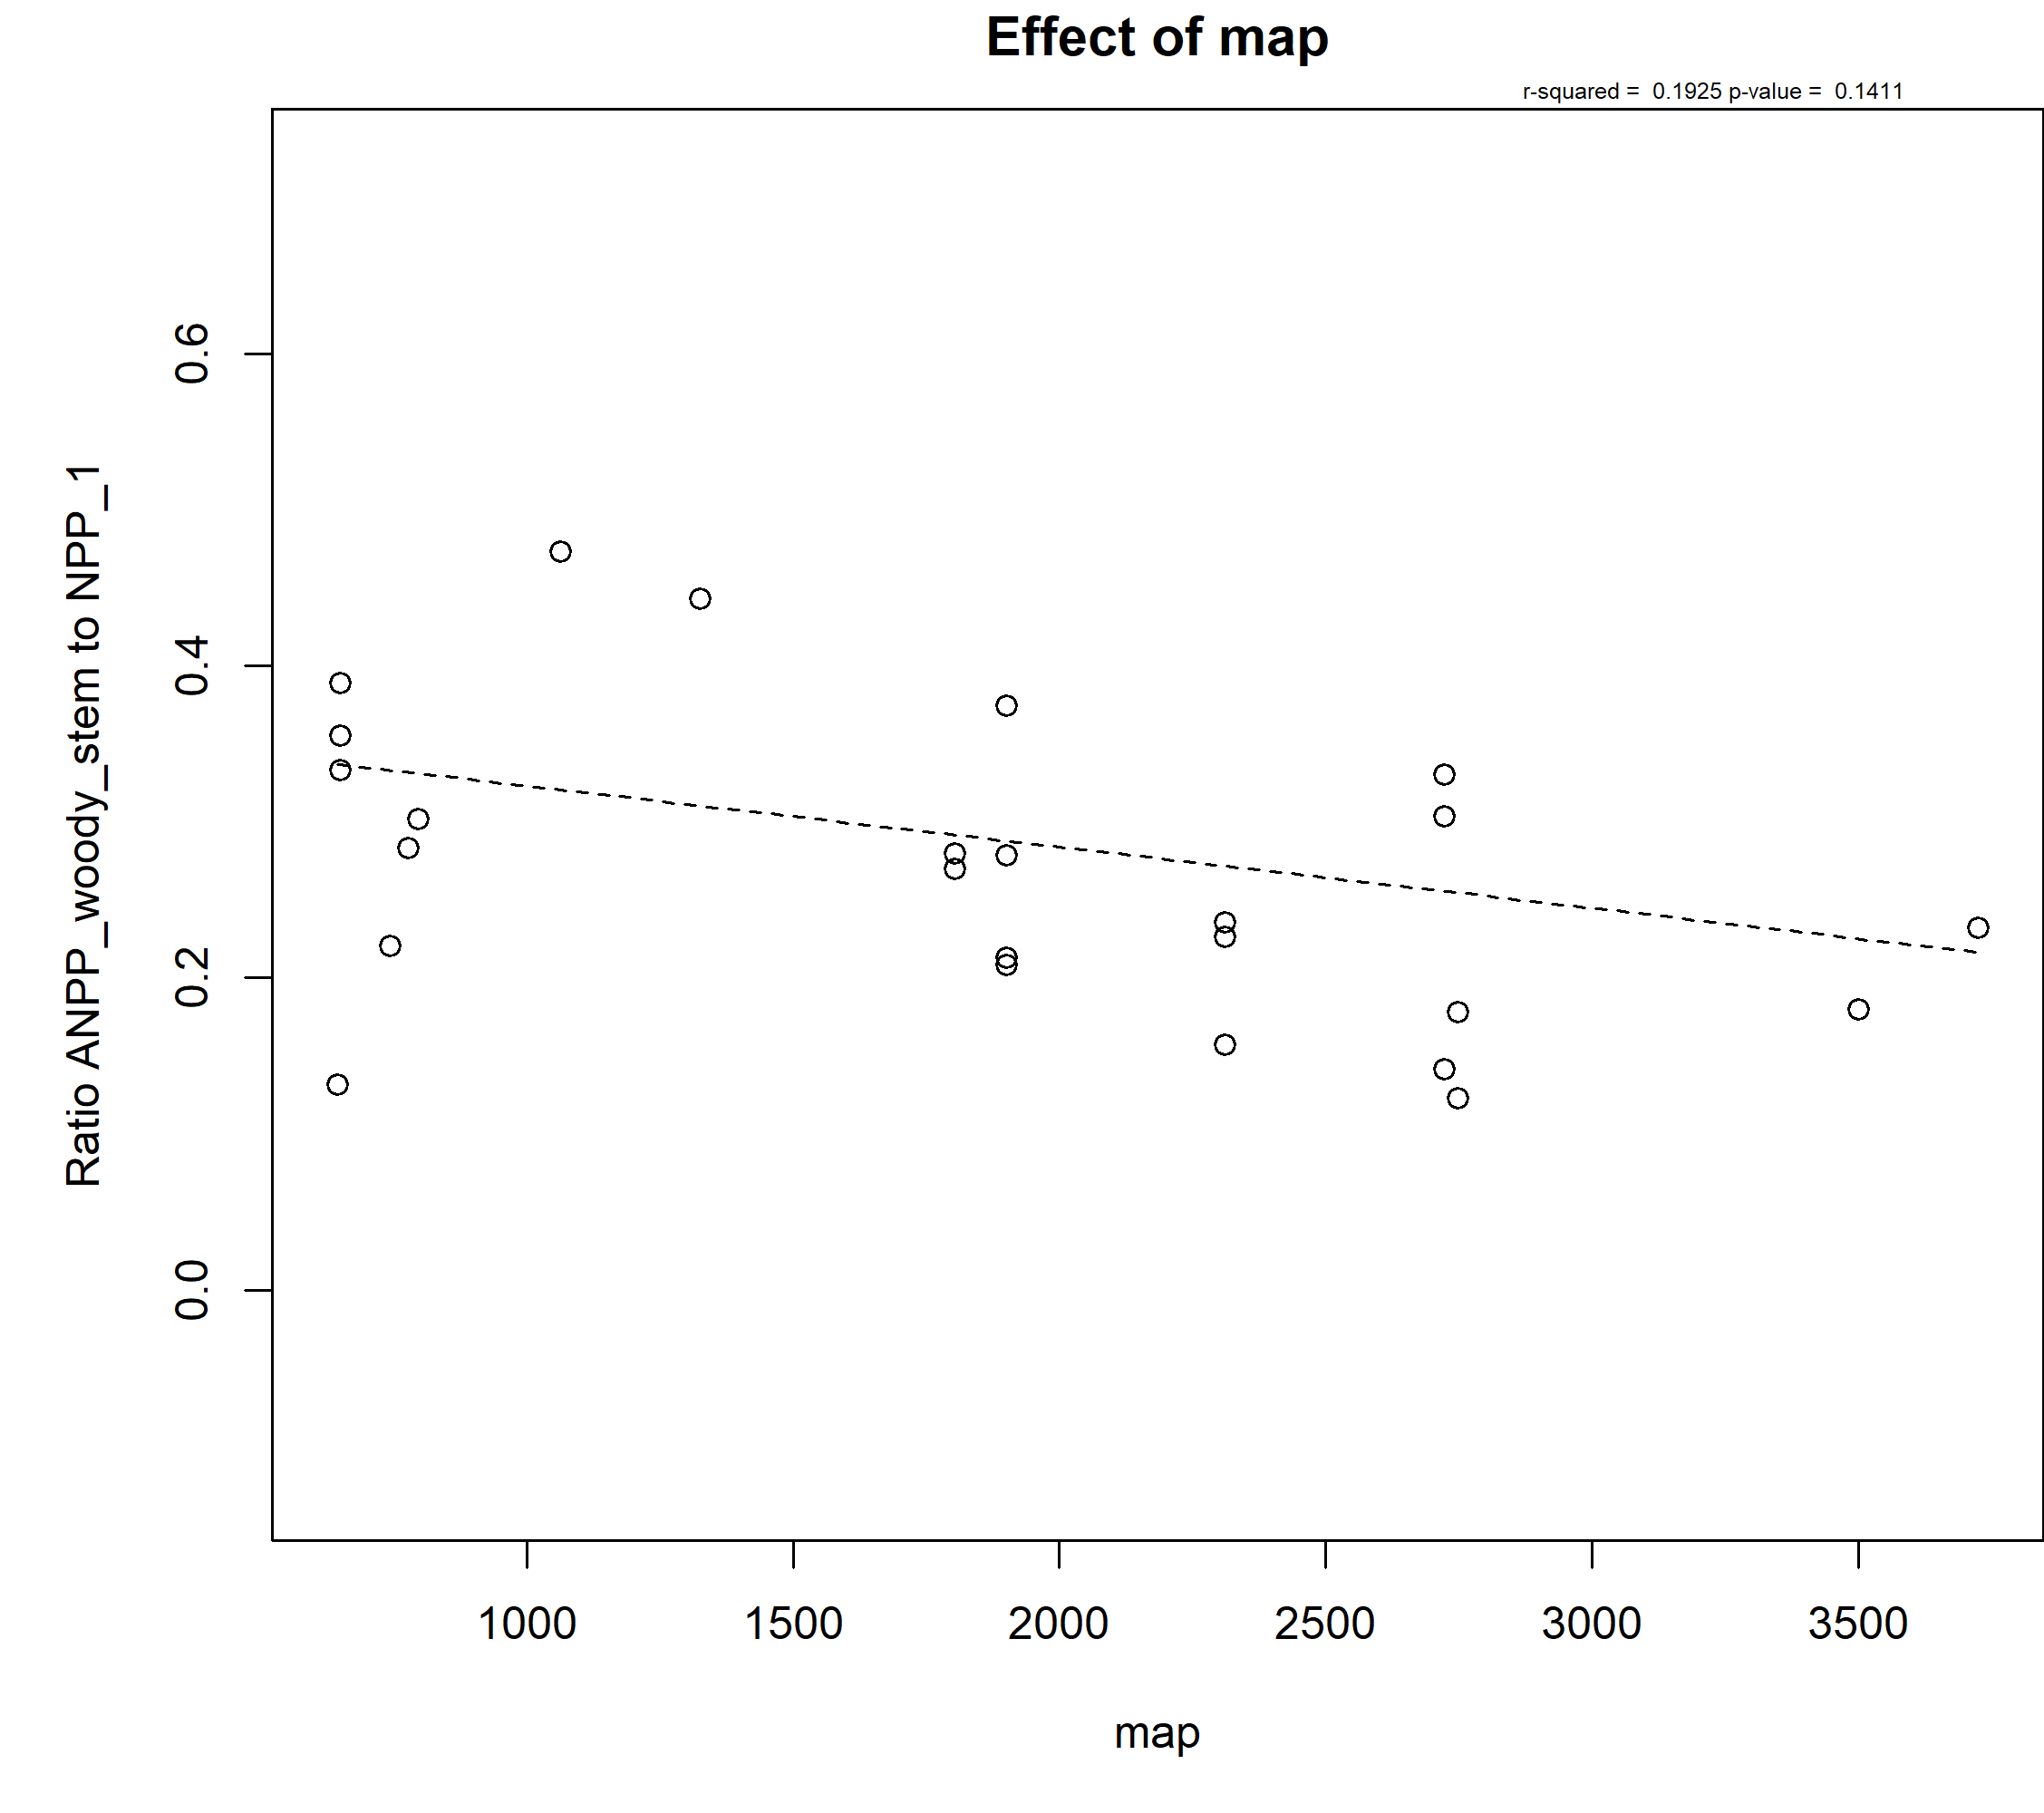 Effect of map
r-squared = 0.1925 p-value = 0.1411
Ratio ANPP_woody_stem to NPP_1
0.6
0.4
0.2
0.0
1000 1500 2000 2500 3000 3500
map